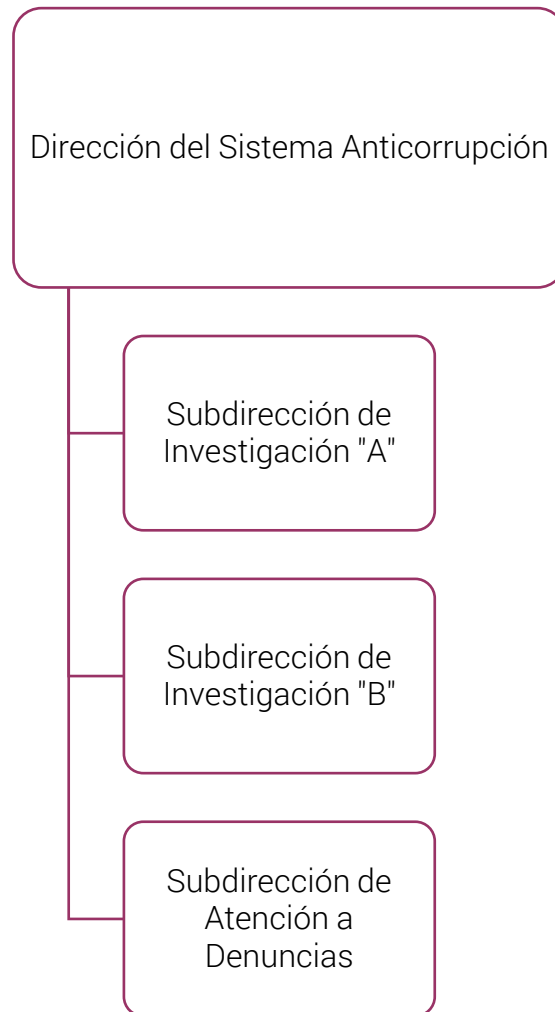 Dirección del Sistema Anticorrupción
Subdirección de
Investigación "A"
Subdirección de
Investigación "B"
Subdirección de
Atención a
Denuncias